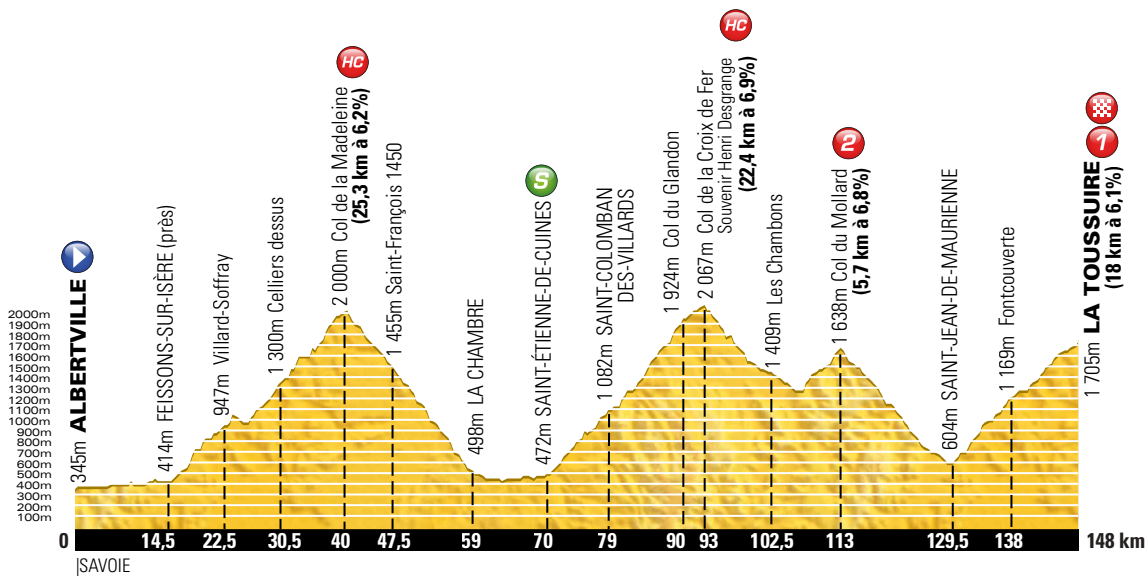 345m ALBERTVILLE
414m FEISSONS-SUR-ISÈRE (près)
947m Villard-Soffray
1 300m Celliers dessus
HC
2 000m Col de la Madeleine
(25,3 km à 6,2%)
1 455m Saint-François 1450
498m LA CHAMBRE
S
472m SAINT-ÉTIENNE-DE-CUINES
1 082m SAINT-COLOMBAN
DES-VILLARDS
1 924m Col du Glandon
HC
2 067m Col de la Croix de Fer
Souvenir Henri Desgrange
(22,4 km à 6,9%)
1 409m Les Chambons
2
1 638m Col du Mollard
(5,7 km à 6,8%)
604m SAINT-JEAN-DE-MAURIENNE
1 169m Fontcouverte
1
1 705m LA TOUSSUIRE
(18 km à 6,1%)
2000m
1900m
1800m
1700m
1600m
1500m
1400m
1300m
1200m
1100m
1000m
900m
800m
700m
600m
500m
400m
300m
200m
100m
0 14,5 22,5 30,5 40 47,5 59 70 79 90 93 102,5 113 129,5 138 148 km
|SAVOIE